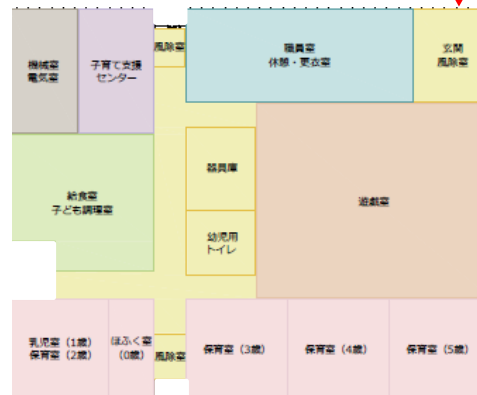 風除室
職員室
休憩・更衣室
玄関
風除室
機械室
電気室
子育て支援
センター
器具庫
遊戯室
給食室
子ども調理室
幼児用
トイレ
乳児室(1歳)
保育室(2歳)
ほふく室
(0歳)
風除室
保育室(3歳)
保育室(4歳)
保育室(5歳)